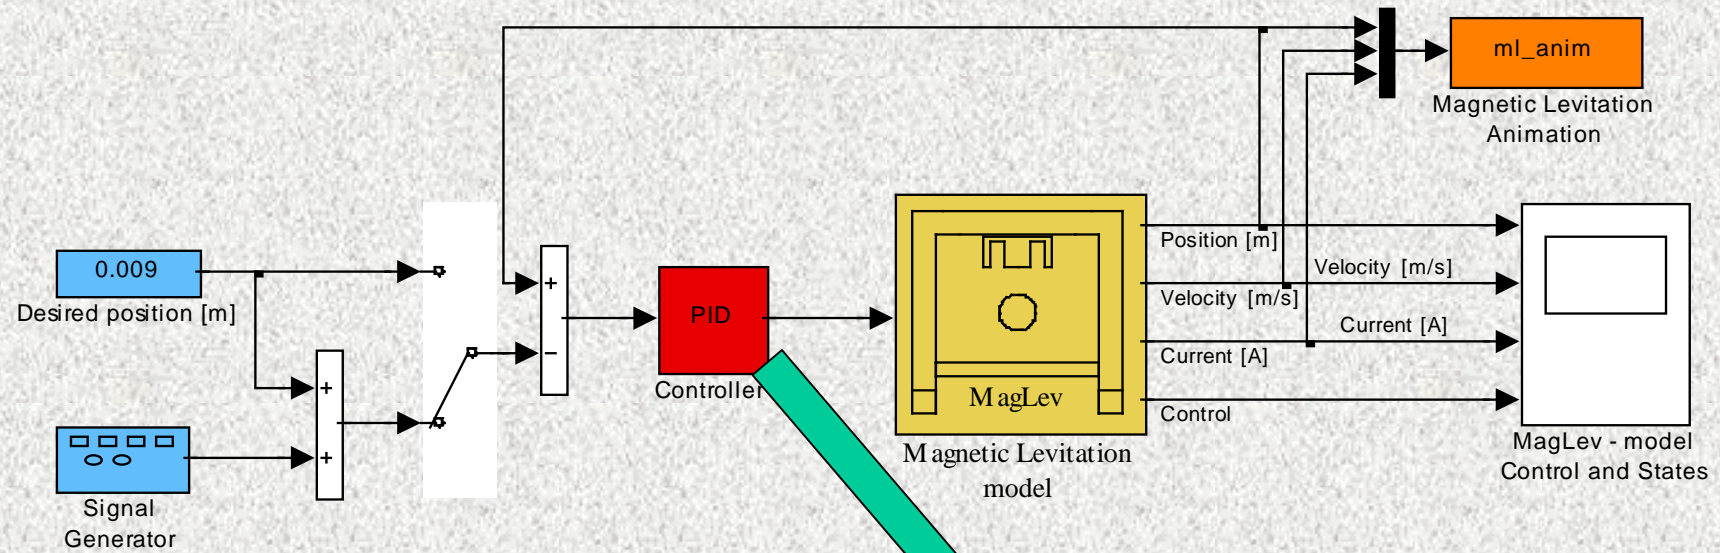 ml_anim
Magnetic Levitation
Animation
0.009
Desired position [m]
+
+
Signal
Generator
+
−
PID
Controller
MagLev
Magnetic Levitation
model
Position [m]
Velocity [m/s]
Velocity [m/s]
Current [A]
Current [A]
Control
MagLev - model
Control and States